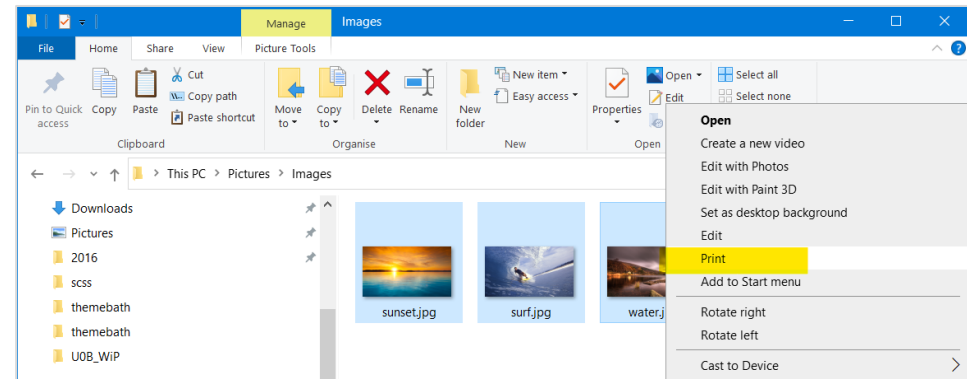 Manage
Images
File
Home
Share
View
Picture Tools
Pin to Quick access
Copy
Paste
Cut
Copy path
Paste shortcut
Clipboard
Move to
Copy to
Delete
Rename
Organise
New folder
New item
Easy access
New
Properties
Open
Edit
Open
Select all
Select none
This PC > Pictures > Images
Downloads
Pictures
2016
scss
themebath
themebath
U0B_WiP
sunset.jpg
surf.jpg
water.j
Open
Create a new video
Edit with Photos
Edit with Paint 3D
Set as desktop background
Edit
Print
Add to Start menu
Rotate right
Rotate left
Cast to Device